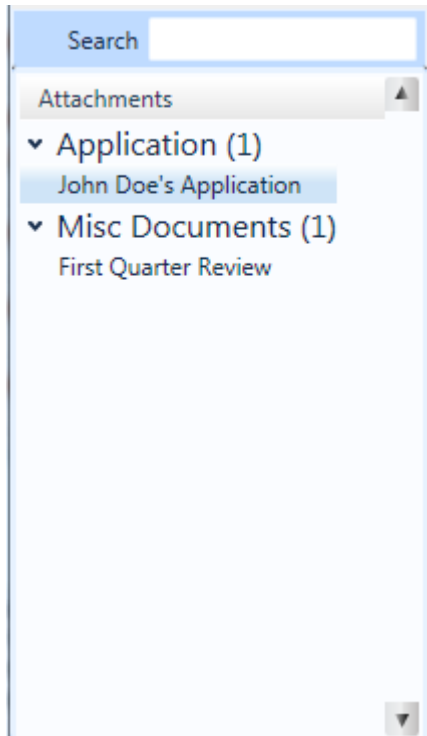 Search
Attachments
Application (1)
John Doe's Application
Misc Documents (1)
First Quarter Review